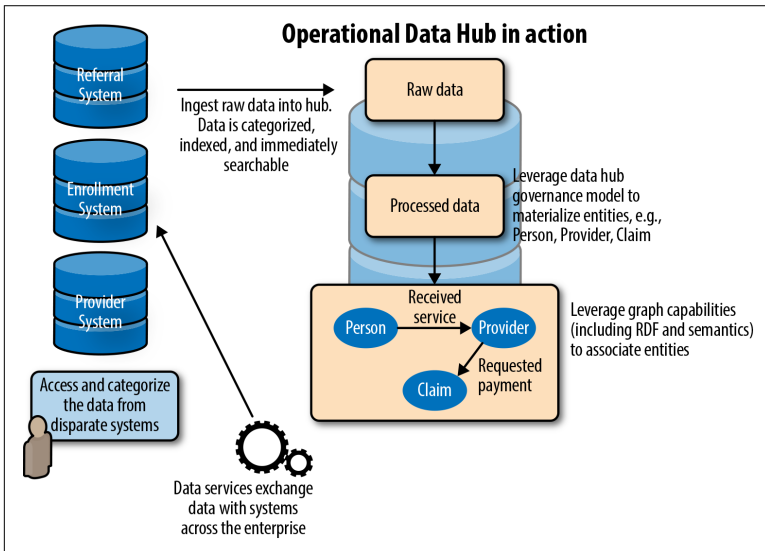 Operational Data Hub in action
Referral
System
Enrollment
System
Provider
System
Access and categorize
the data from
disparate systems
Ingest raw data into hub.
Data is categorized,
indexed, and immediately
searchable
Raw data
Processed data
Leverage data hub
governance model to
materialize entities, e.g.,
Person, Provider, Claim
Received
service
Person
Provider
Requested
payment
Claim
Leverage graph capabilities
(including RDF and semantics)
to associate entities
Data services exchange
data with systems
across the enterprise